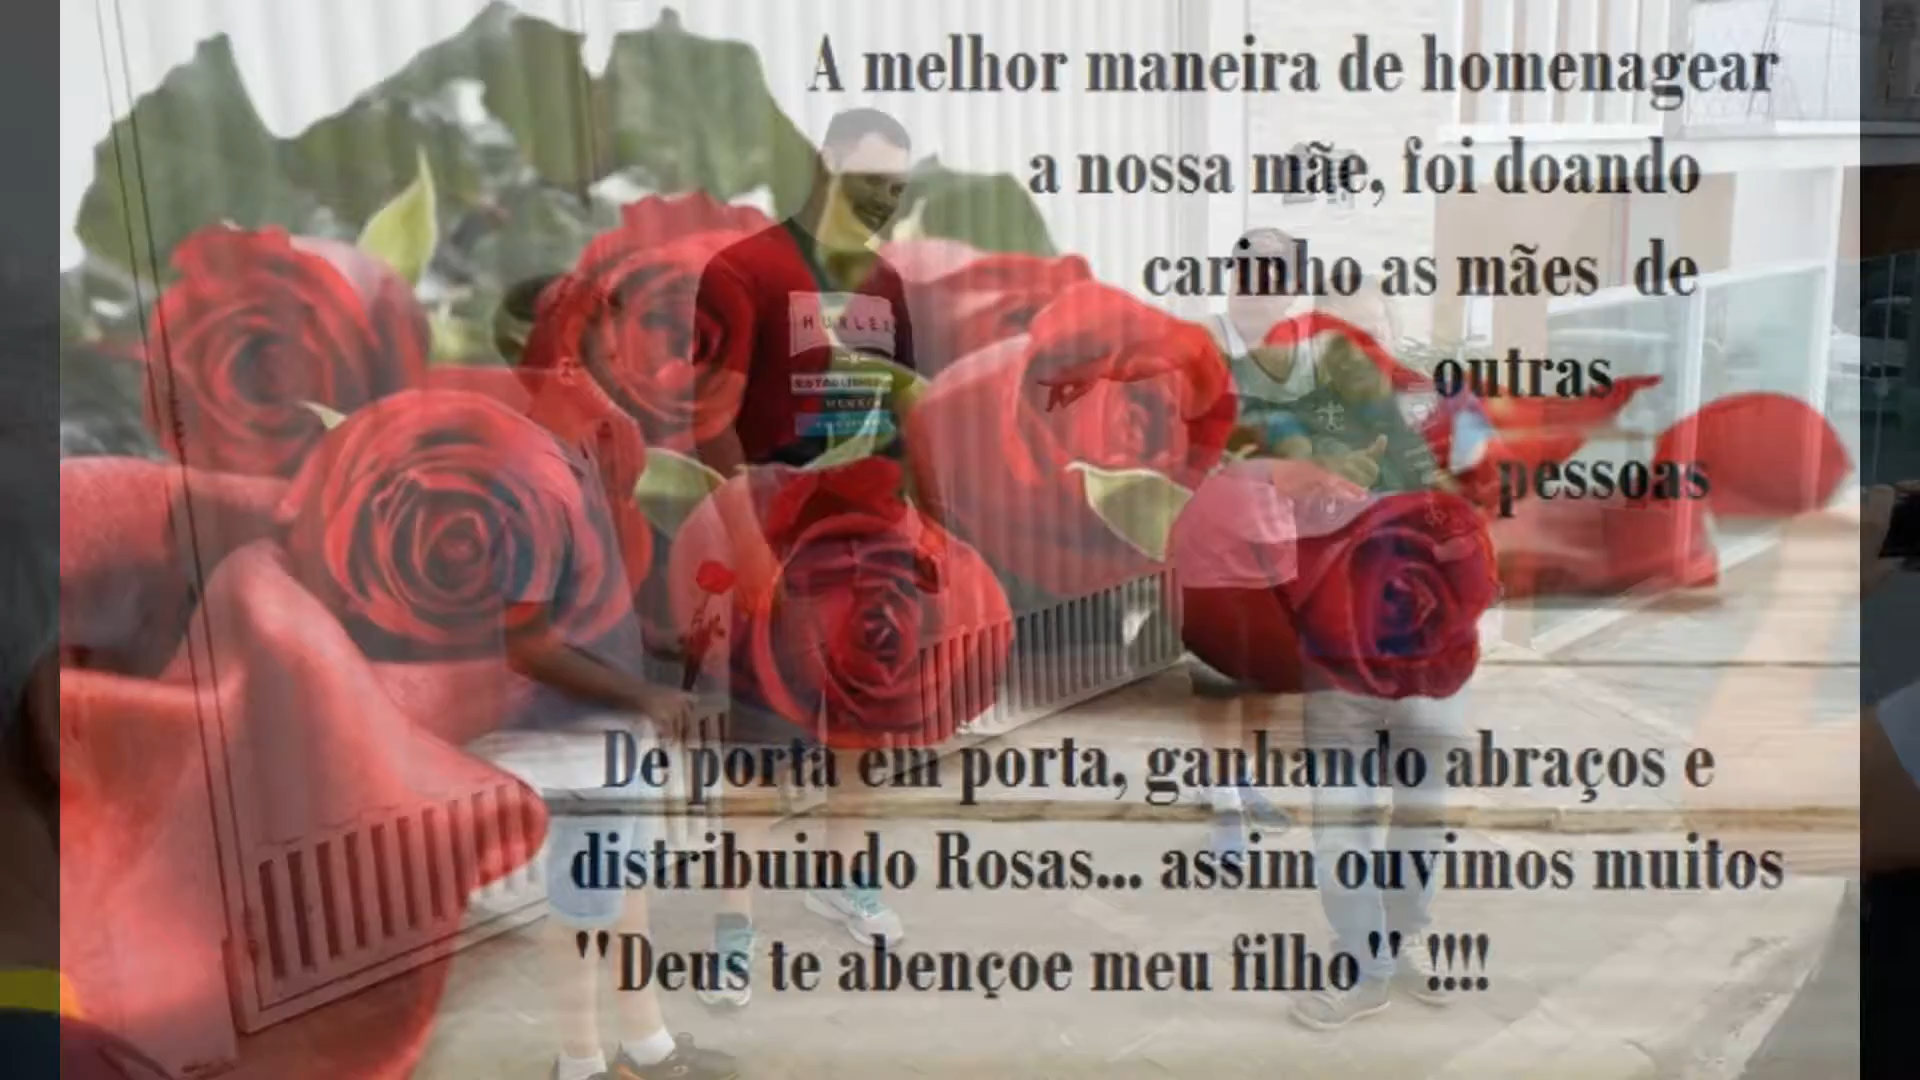 A melhor maneira de homenagear
a nossa mãe, foi doando
carinho as mães de
outras
pessoas
HURLEY
De porta em porta, ganhando abraços e
distribuindo Rosas... assim ouvimos muitos
"Deus te abençoe meu filho" !!!!